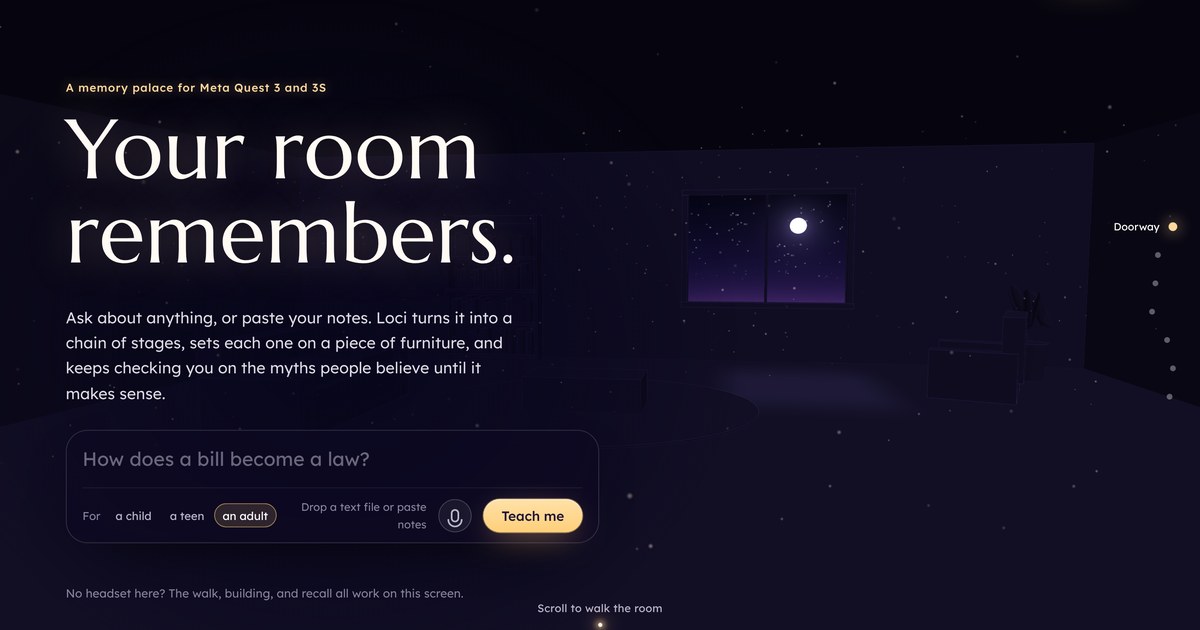 A memory palace for Meta Quest 3 and 3S
Your room
remembers.
Ask about anything, or paste your notes. Loci turns it into a
chain of stages, sets each one on a piece of furniture, and
keeps checking you on the myths people believe until it
makes sense.
How does a bill become a law?
For a child a teen an adult
Drop a text file or paste
notes
Teach me
No headset here? The walk, building, and recall all work on this screen.
Scroll to walk the room
Doorway